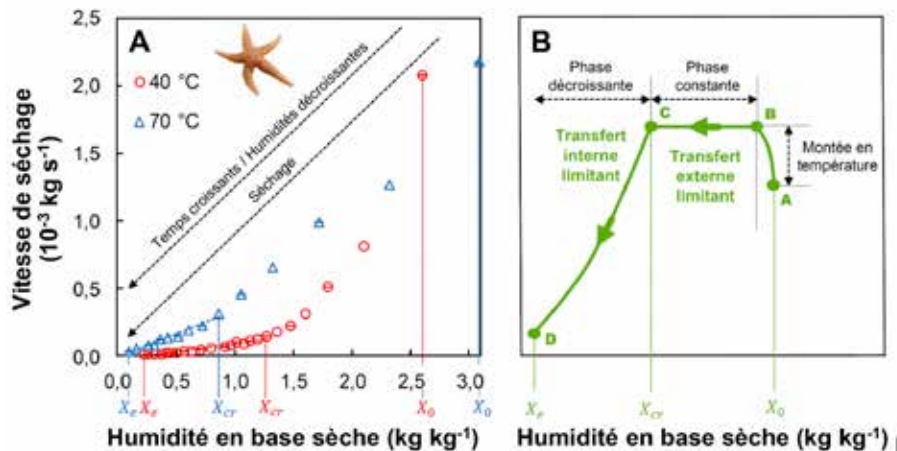 A
40 °C
70 °C
Temps croissants / Humidités décroissantes
Séchage
Vitesse de séchage
(10⁻³ kg s⁻¹)
2,5
2,0
1,5
1,0
0,5
0,0
0,0 0,5 1,0 1,5 2,0 2,5 3,0
Xe Xe Xcr Xcr X0 X0
Humidité en base sèche (kg kg⁻¹)
B
Phase décroissante
Phase constante
C
B
Transfert interne limitant
Transfert externe limitant
Montée en température
A
D
Xe Xcr X0
Humidité en base sèche (kg kg⁻¹)